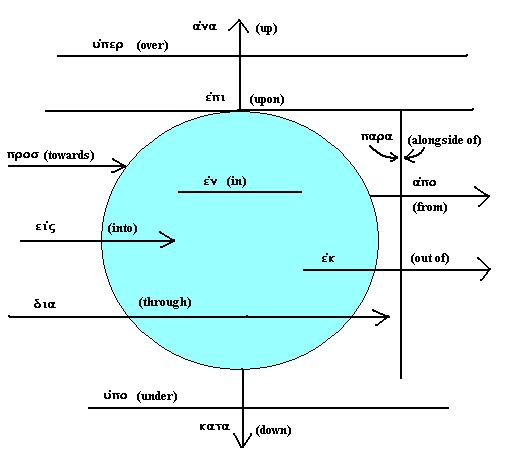 ἀνα (up)
ὑπερ (over)
ἐπι (upon)
παρα (alongside of)
προσ (towards)
ἐν (in)
ἀπο
(from)
εἰς (into)
ἐκ (out of)
δια (through)
ὑπο (under)
κατα (down)